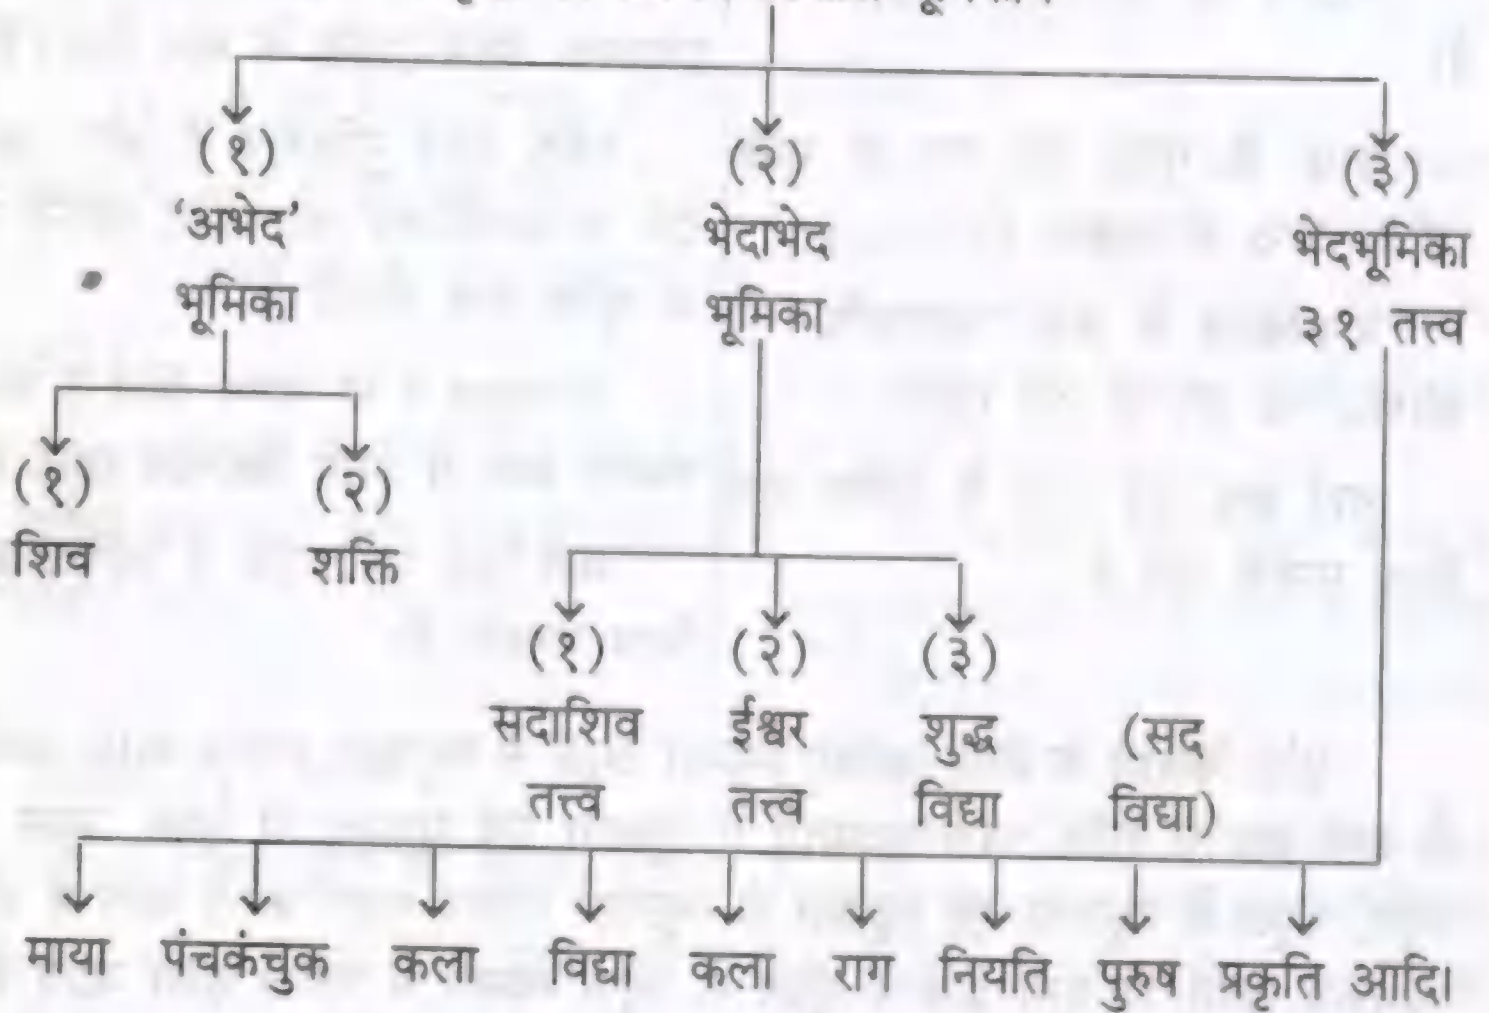 (१)
'अभेद'
भूमिका
(२)
भेदाभेद
भूमिका
(३)
भेदभूमिका
३१ तत्त्व
(१)
शिव
(२)
शक्ति
(१)
सदाशिव
तत्त्व
(२)
ईश्वर
तत्त्व
(३)
शुद्ध
विद्या
(सद
विद्या)
माया पंचकंचुक कला विद्या कला राग नियति पुरुष प्रकृति आदि।